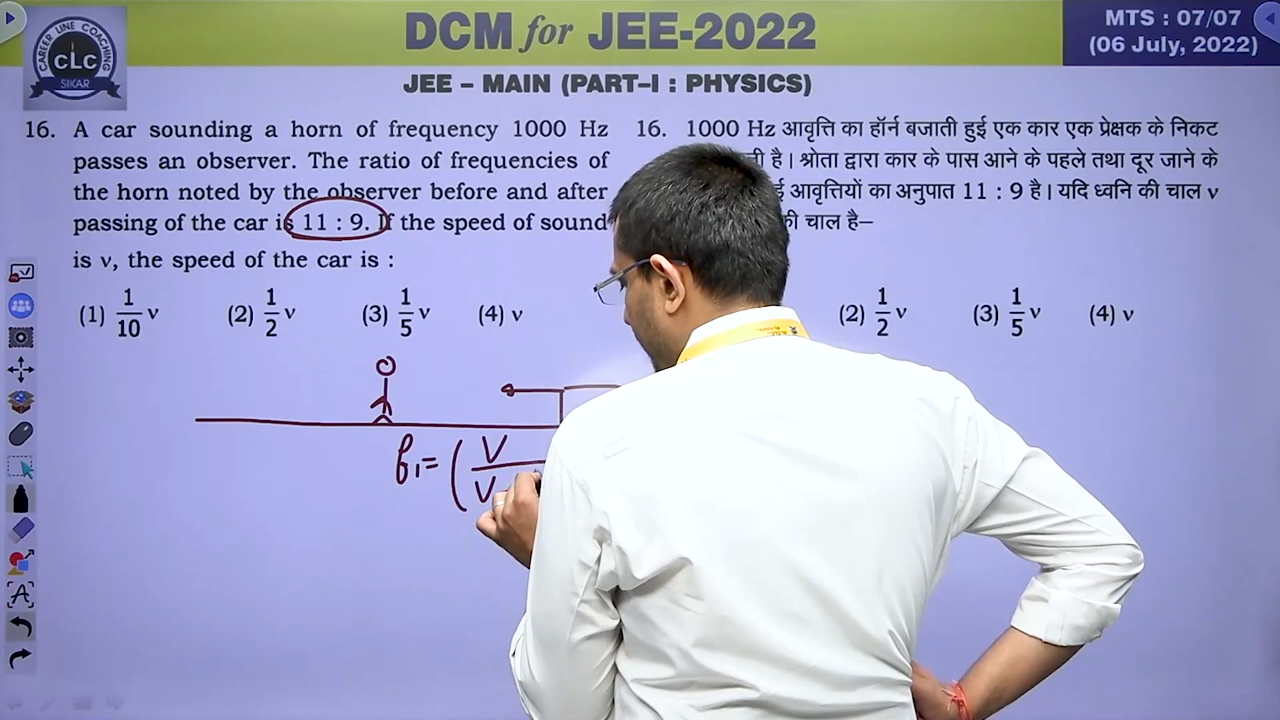 DCM for JEE-2022
MTS : 07/07
(06 July, 2022)
CAREER LINE COACHING
CLC
SIKAR
JEE – MAIN (PART–I : PHYSICS)
16. A car sounding a horn of frequency 1000 Hz
passes an observer. The ratio of frequencies of
the horn noted by the observer before and after
passing of the car is 11 : 9. If the speed of sound
is v, the speed of the car is :
(1) 1/10 v (2) 1/2 v (3) 1/5 v (4) v
16. 1000 Hz आवृत्ति का हॉर्न बजाती हुई एक कार एक प्रेक्षक के निकट
है। श्रोता द्वारा कार के पास आने के पहले तथा दूर जाने के
आवृत्तियों का अनुपात 11 : 9 है। यदि ध्वनि की चाल v
की चाल है–
(2) 1/2 v (3) 1/5 v (4) v
f₁ = ( V / V